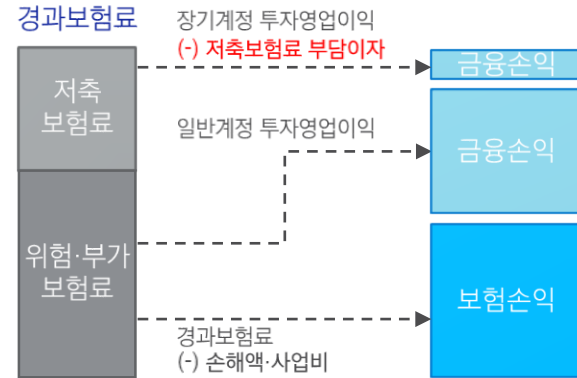 경과보험료
장기계정 투자영업이익
(-) 저축보험료 부담이자
금융손익
저축
보험료
일반계정 투자영업이익
금융손익
위험·부가
보험료
보험손익
경과보험료
(-) 손해액·사업비